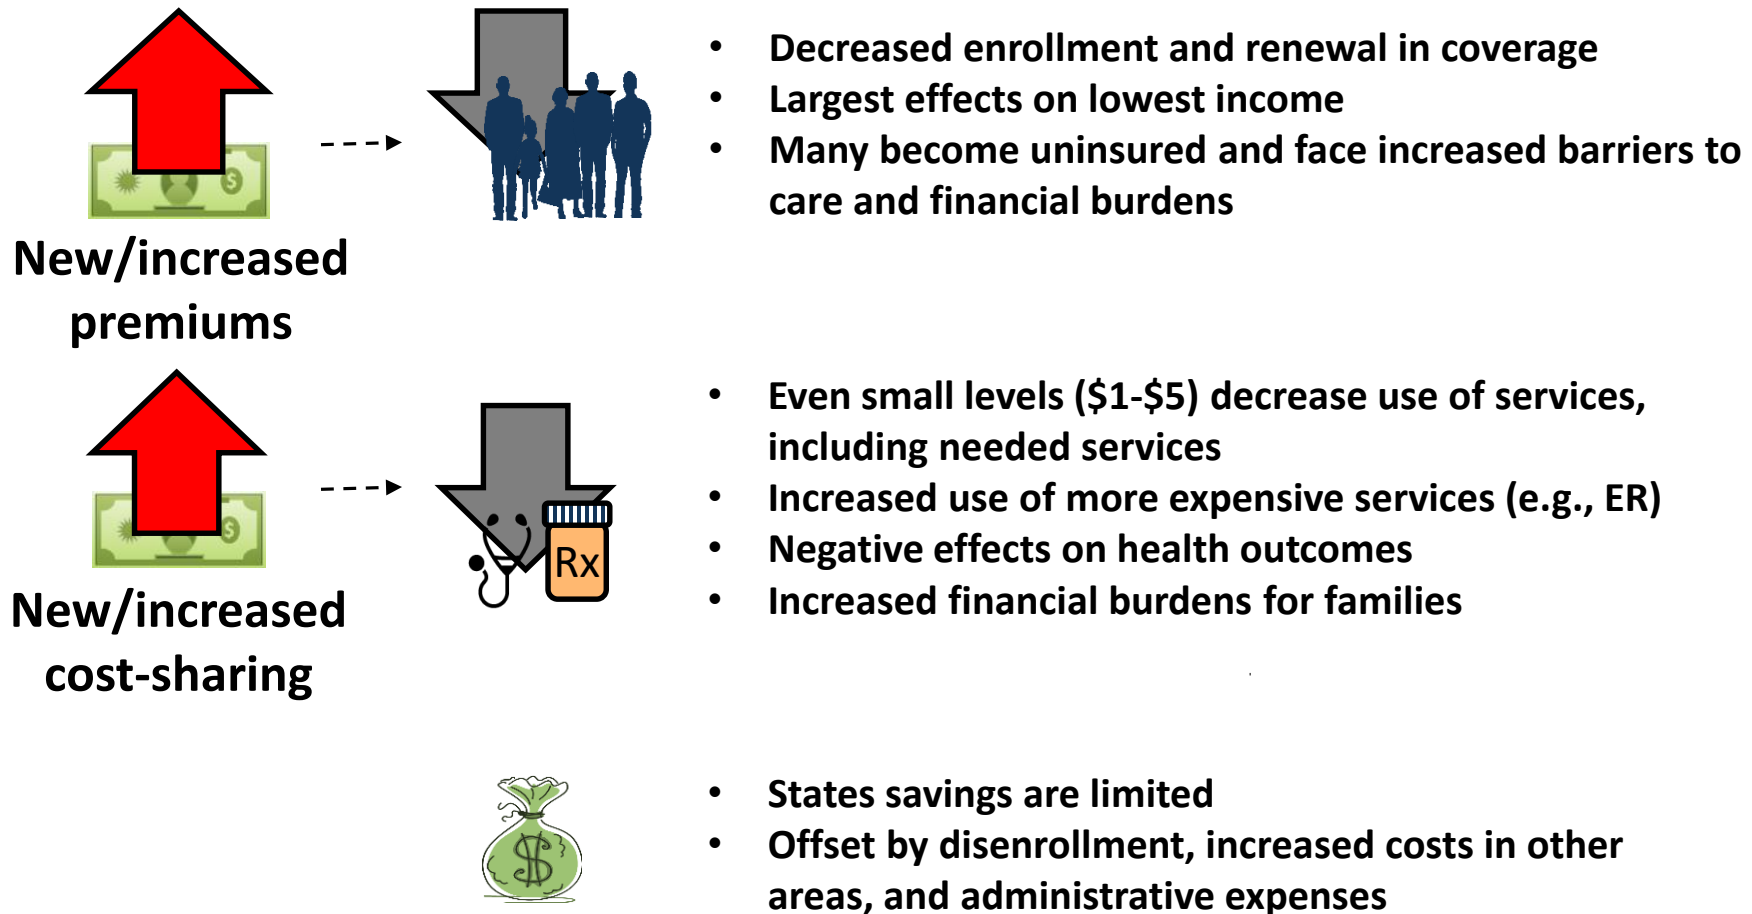 • Decreased enrollment and renewal in coverage
• Largest effects on lowest income
• Many become uninsured and face increased barriers to
care and financial burdens
$
New/increased
premiums
• Even small levels ($1-$5) decrease use of services,
including needed services
• Increased use of more expensive services (e.g., ER)
• Negative effects on health outcomes
• Increased financial burdens for families
$
Rx
New/increased
cost-sharing
• States savings are limited
• Offset by disenrollment, increased costs in other
areas, and administrative expenses
$